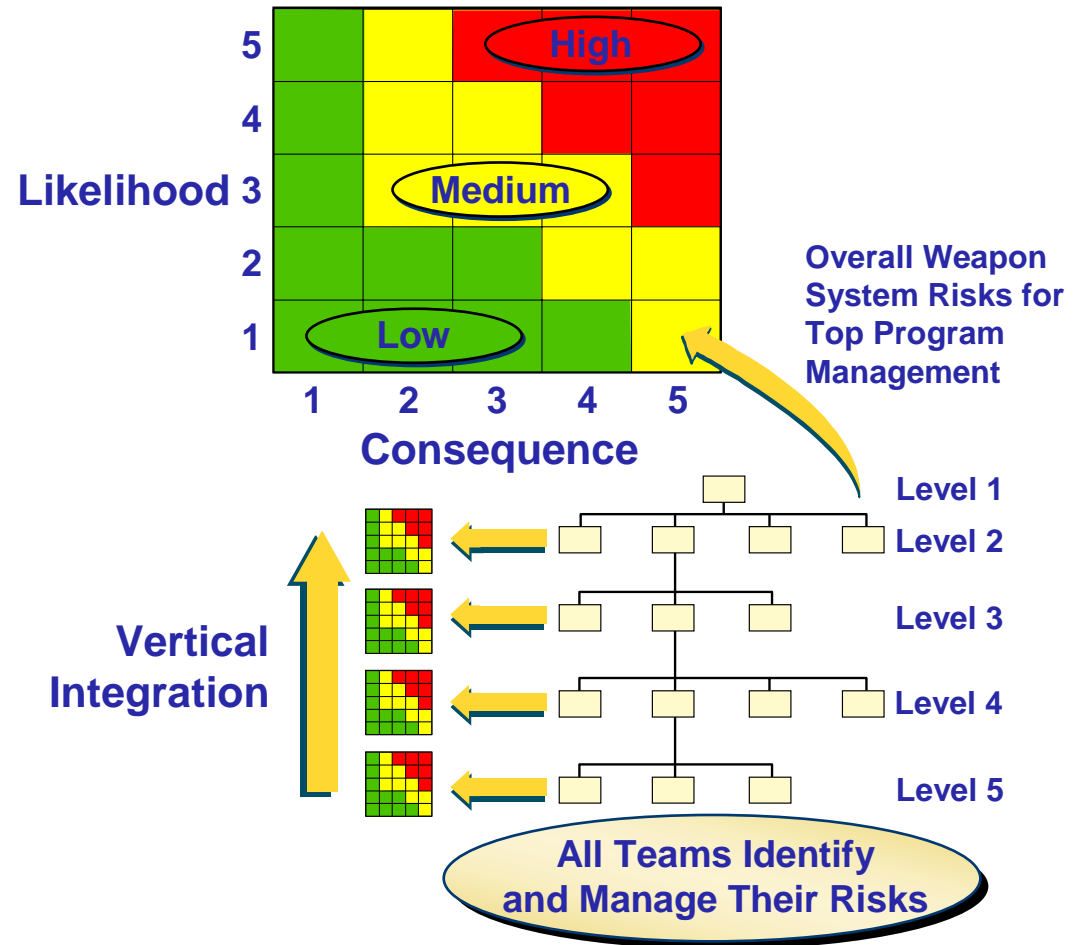 5
High
4
Likelihood 3
Medium
2
1
Low
1 2 3 4 5
Consequence
Overall Weapon
System Risks for
Top Program
Management
Level 1
Level 2
Level 3
Level 4
Level 5
Vertical
Integration
All Teams Identify
and Manage Their Risks